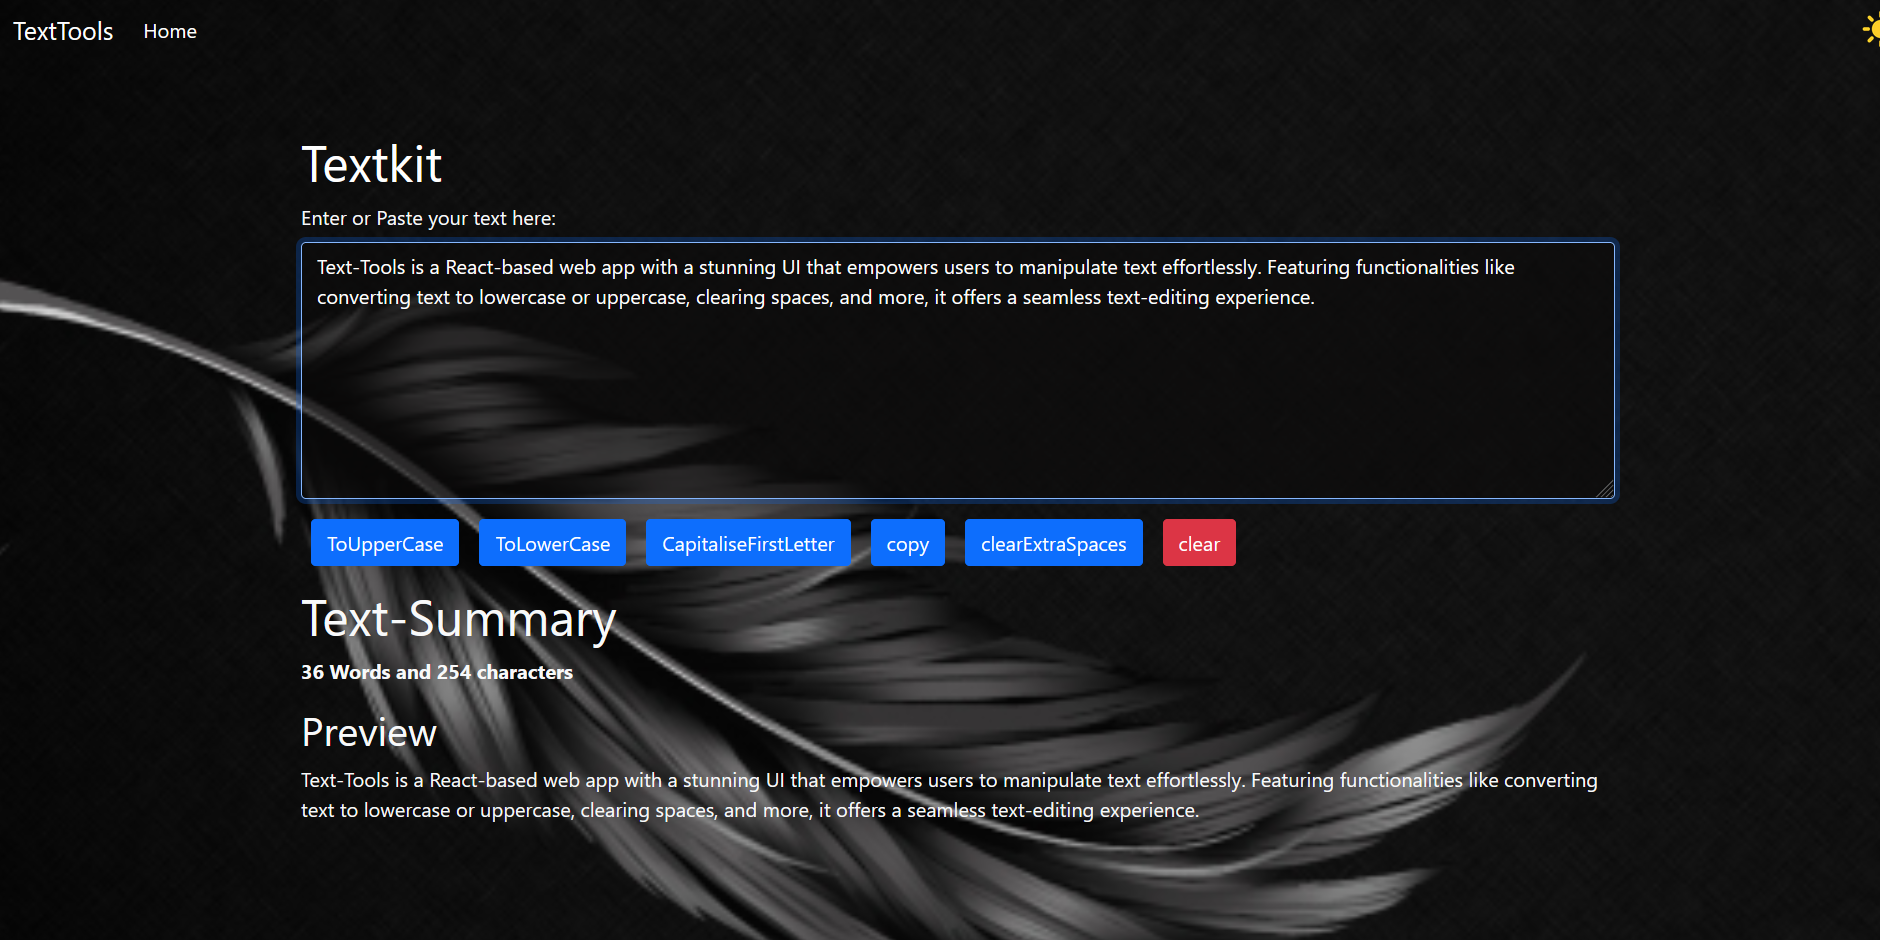 TextTools Home
Textkit
Enter or Paste your text here:
Text-Tools is a React-based web app with a stunning UI that empowers users to manipulate text effortlessly. Featuring functionalities like
converting text to lowercase or uppercase, clearing spaces, and more, it offers a seamless text-editing experience.
ToUpperCase ToLowerCase CapitaliseFirstLetter copy clearExtraSpaces clear
Text-Summary
36 Words and 254 characters
Preview
Text-Tools is a React-based web app with a stunning UI that empowers users to manipulate text effortlessly. Featuring functionalities like converting
text to lowercase or uppercase, clearing spaces, and more, it offers a seamless text-editing experience.